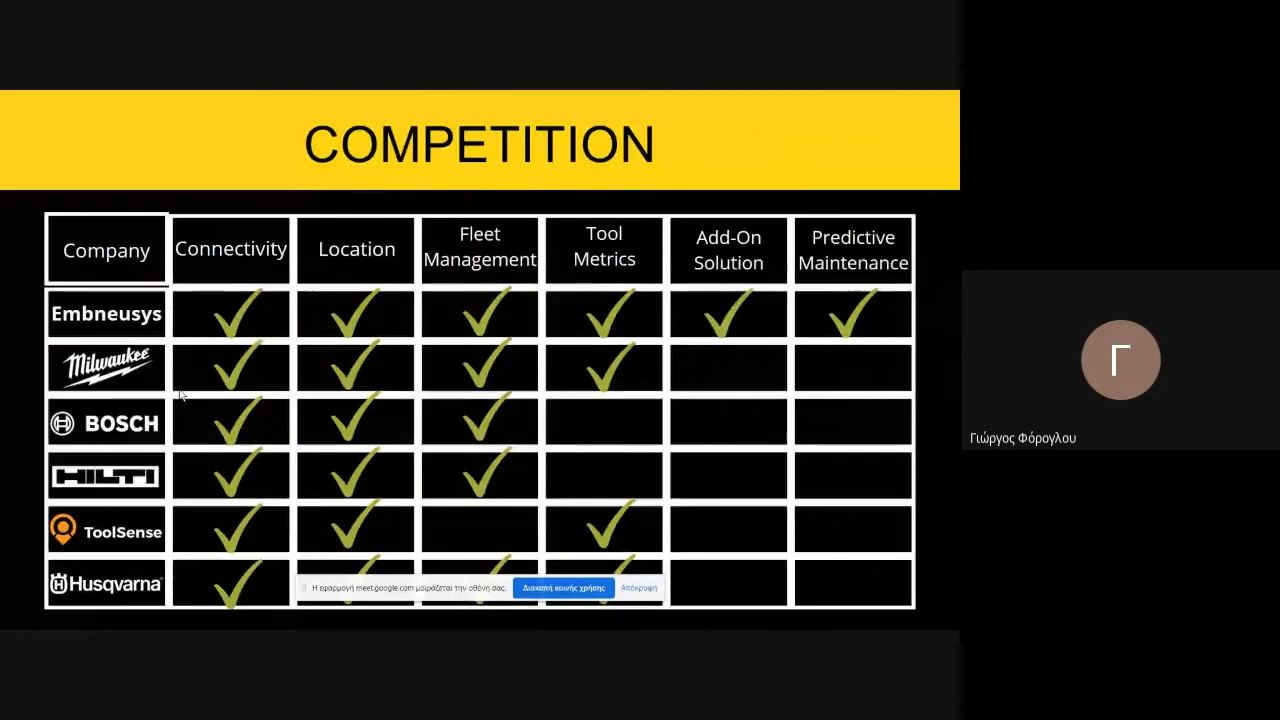 COMPETITION
Company Connectivity Location Fleet Management Tool Metrics Add-On Solution Predictive Maintenance
Embneusys
Milwaukee
BOSCH
HILTI
ToolSense
Husqvarna
Η εφαρμογή meet.google.com μοιράζεται την οθόνη σας. Διακοπή κοινής χρήσης Απόκρυψη
Γ
Γιώργος Φόρογλου